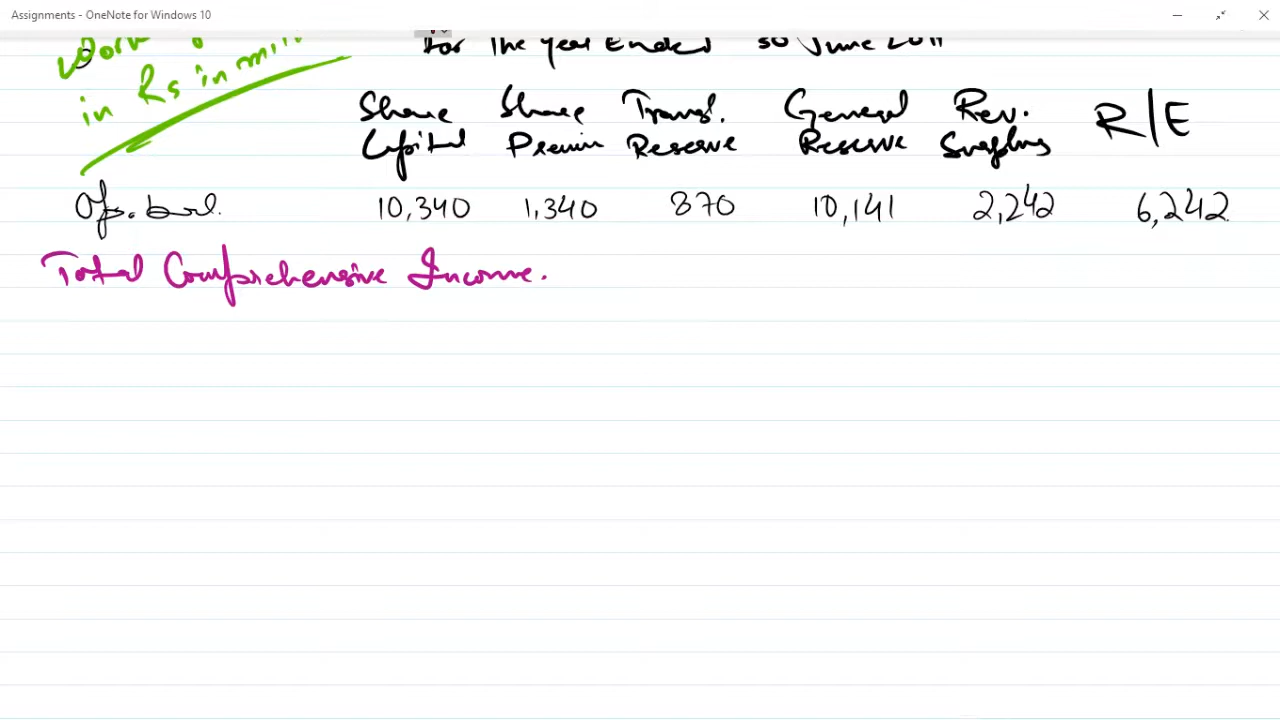 Assignments - OneNote for Windows 10
For The Year Ended 30 June 2011
in Rs in
Share Share Transl. General Rev. R/E
Capital Premium Reserve Reserve Surplus
Op. bal. 10,340 1,340 870 10,141 2,242 6,242
Total Comprehensive Income.